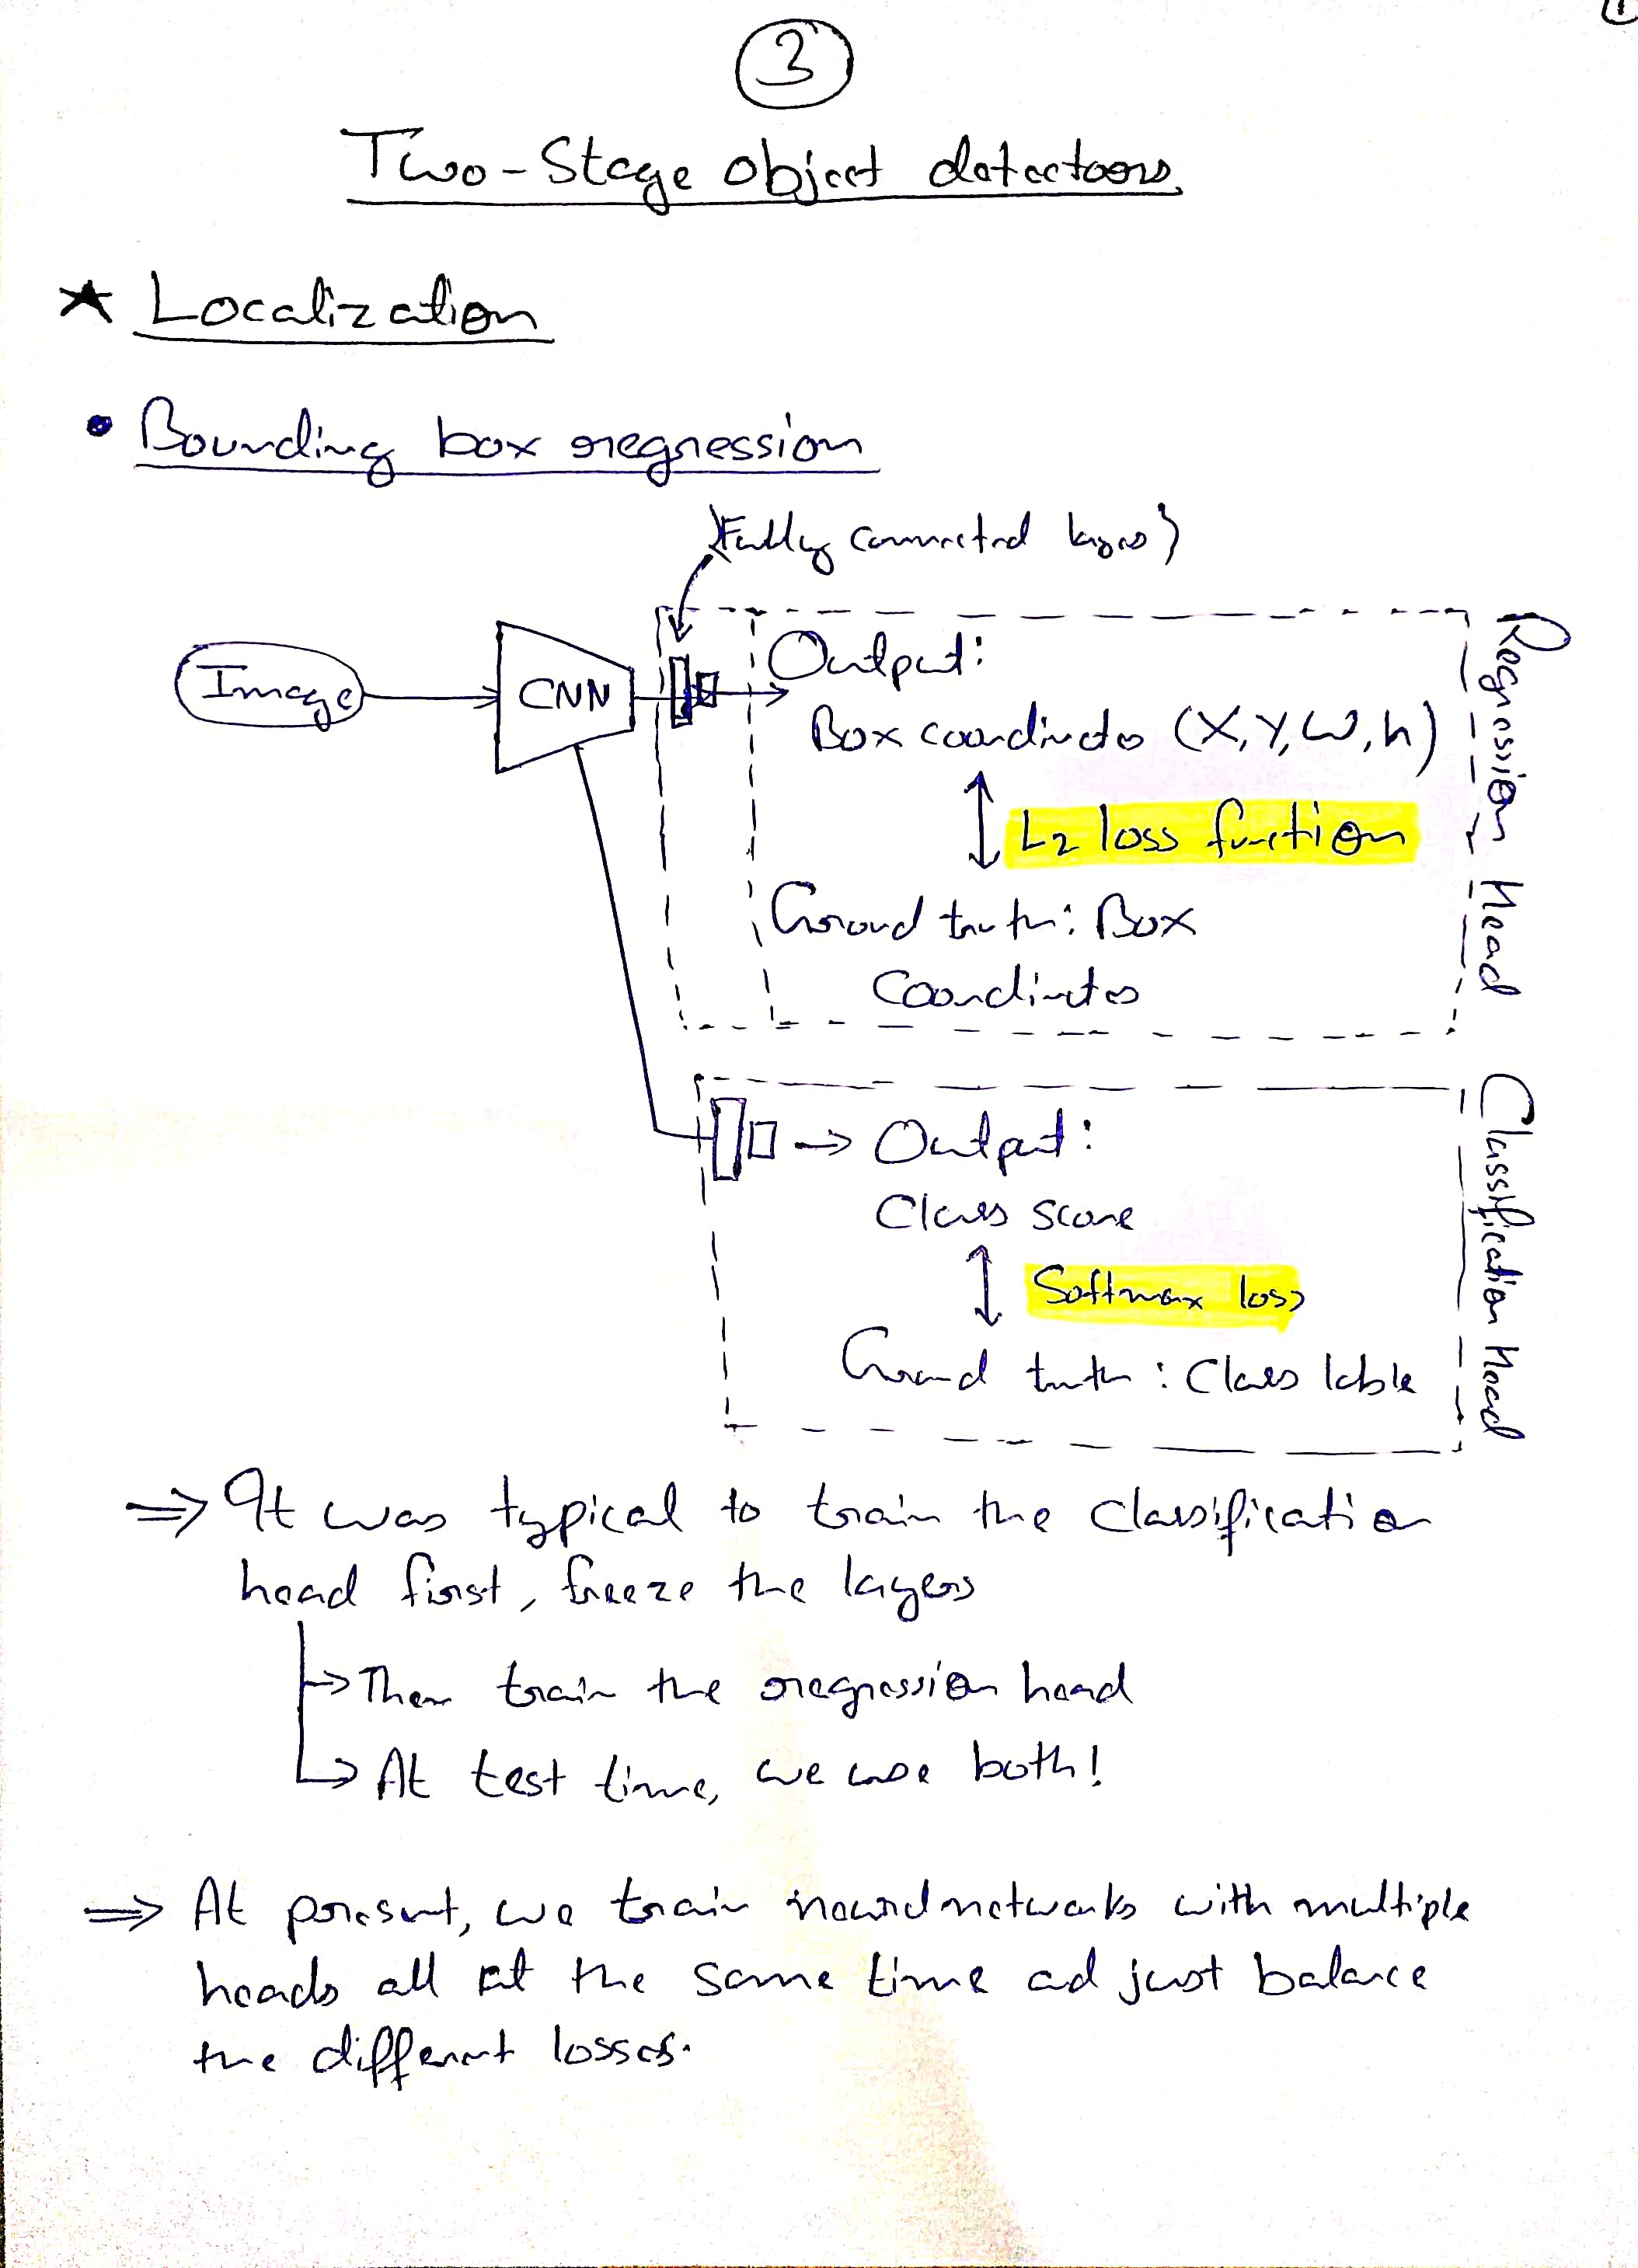 3
Two-Stage object detectors
★ Localization
• Bounding box regression
{Fully connected layers}
Image
CNN
Output:
Box coordinates (X, Y, W, h)
L2 loss function
Ground truth: Box
Coordinates
Regression Head
Output:
Class score
Softmax loss
Ground truth: Class lable
Classification Head
⇒ It was typical to train the classification
head first, freeze the layers
→ Then train the regression head
→ At test time, we use both!
⇒ At present, we train neural networks with multiple
heads all at the same time ad just balance
the different losses.